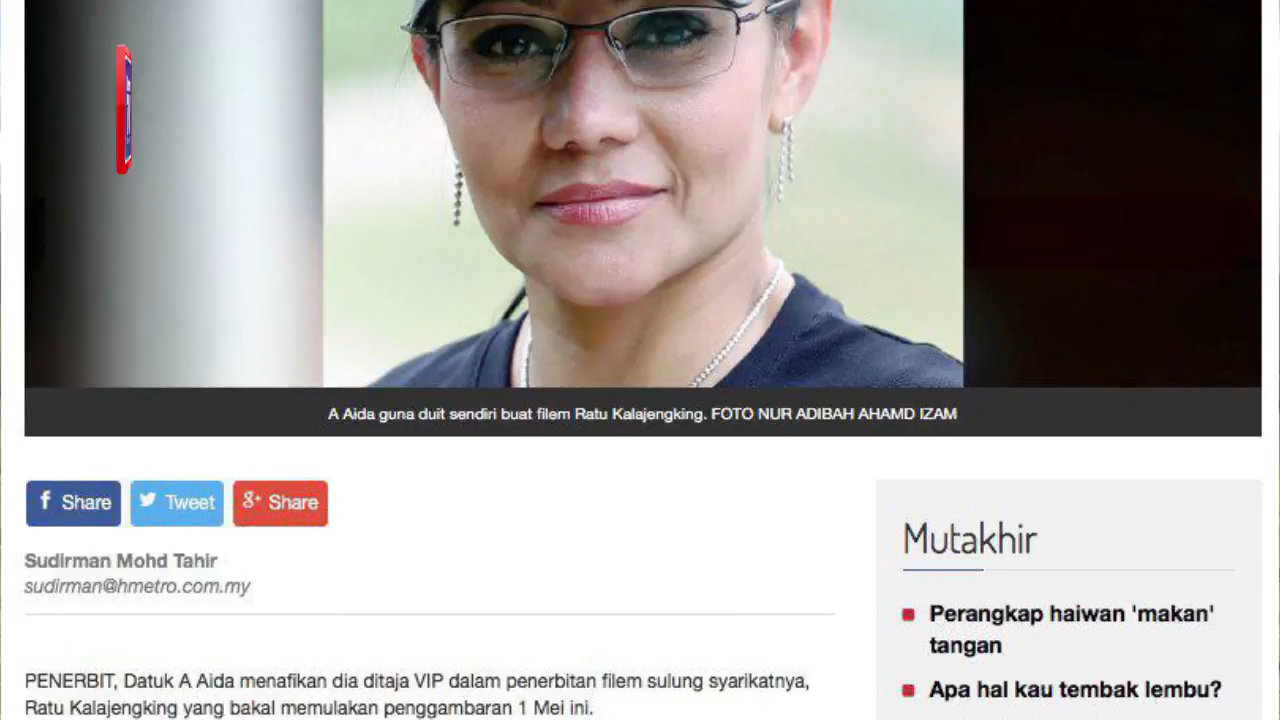 A Aida guna duit sendiri buat filem Ratu Kalajengking. FOTO NUR ADIBAH AHAMD IZAM
f Share
Tweet
g+ Share
Sudirman Mohd Tahir
sudirman@hmetro.com.my
PENERBIT, Datuk A Aida menafikan dia ditaja VIP dalam penerbitan filem sulung syarikatnya,
Ratu Kalajengking yang bakal memulakan penggambaran 1 Mei ini.
Mutakhir
Perangkap haiwan 'makan'
tangan
Apa hal kau tembak lembu?